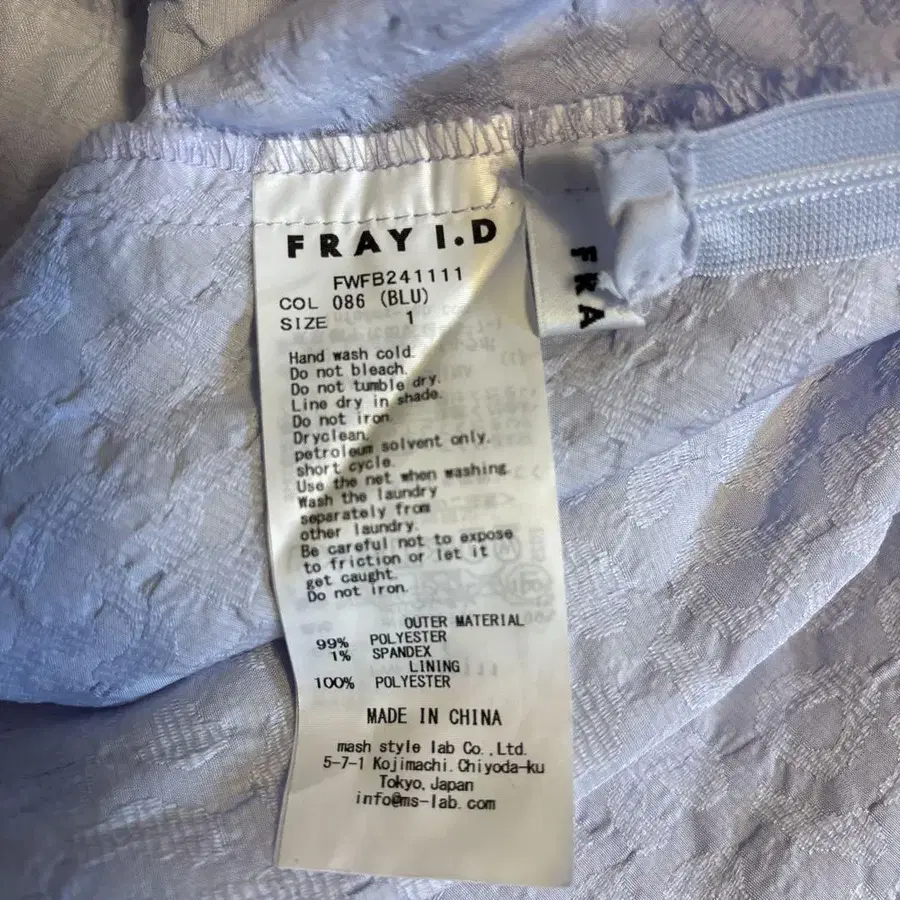 FRAY I.D
FWFB241111
COL 086 (BLU)
SIZE 1
Hand wash cold.
Do not bleach.
Do not tumble dry.
Line dry in shade.
Do not iron.
Dryclean,
petroleum solvent only.
short cycle.
Use the net when washing.
Wash the laundry
separately from
other laundry.
Be careful not to expose
to friction or let it
get caught.
Do not iron.
OUTER MATERIAL
99% POLYESTER
1% SPANDEX
LINING
100% POLYESTER
MADE IN CHINA
mash style lab Co.,Ltd.
5-7-1 Kojimachi.Chiyoda-ku
Tokyo,Japan
info@ms-lab.com
1
FRA